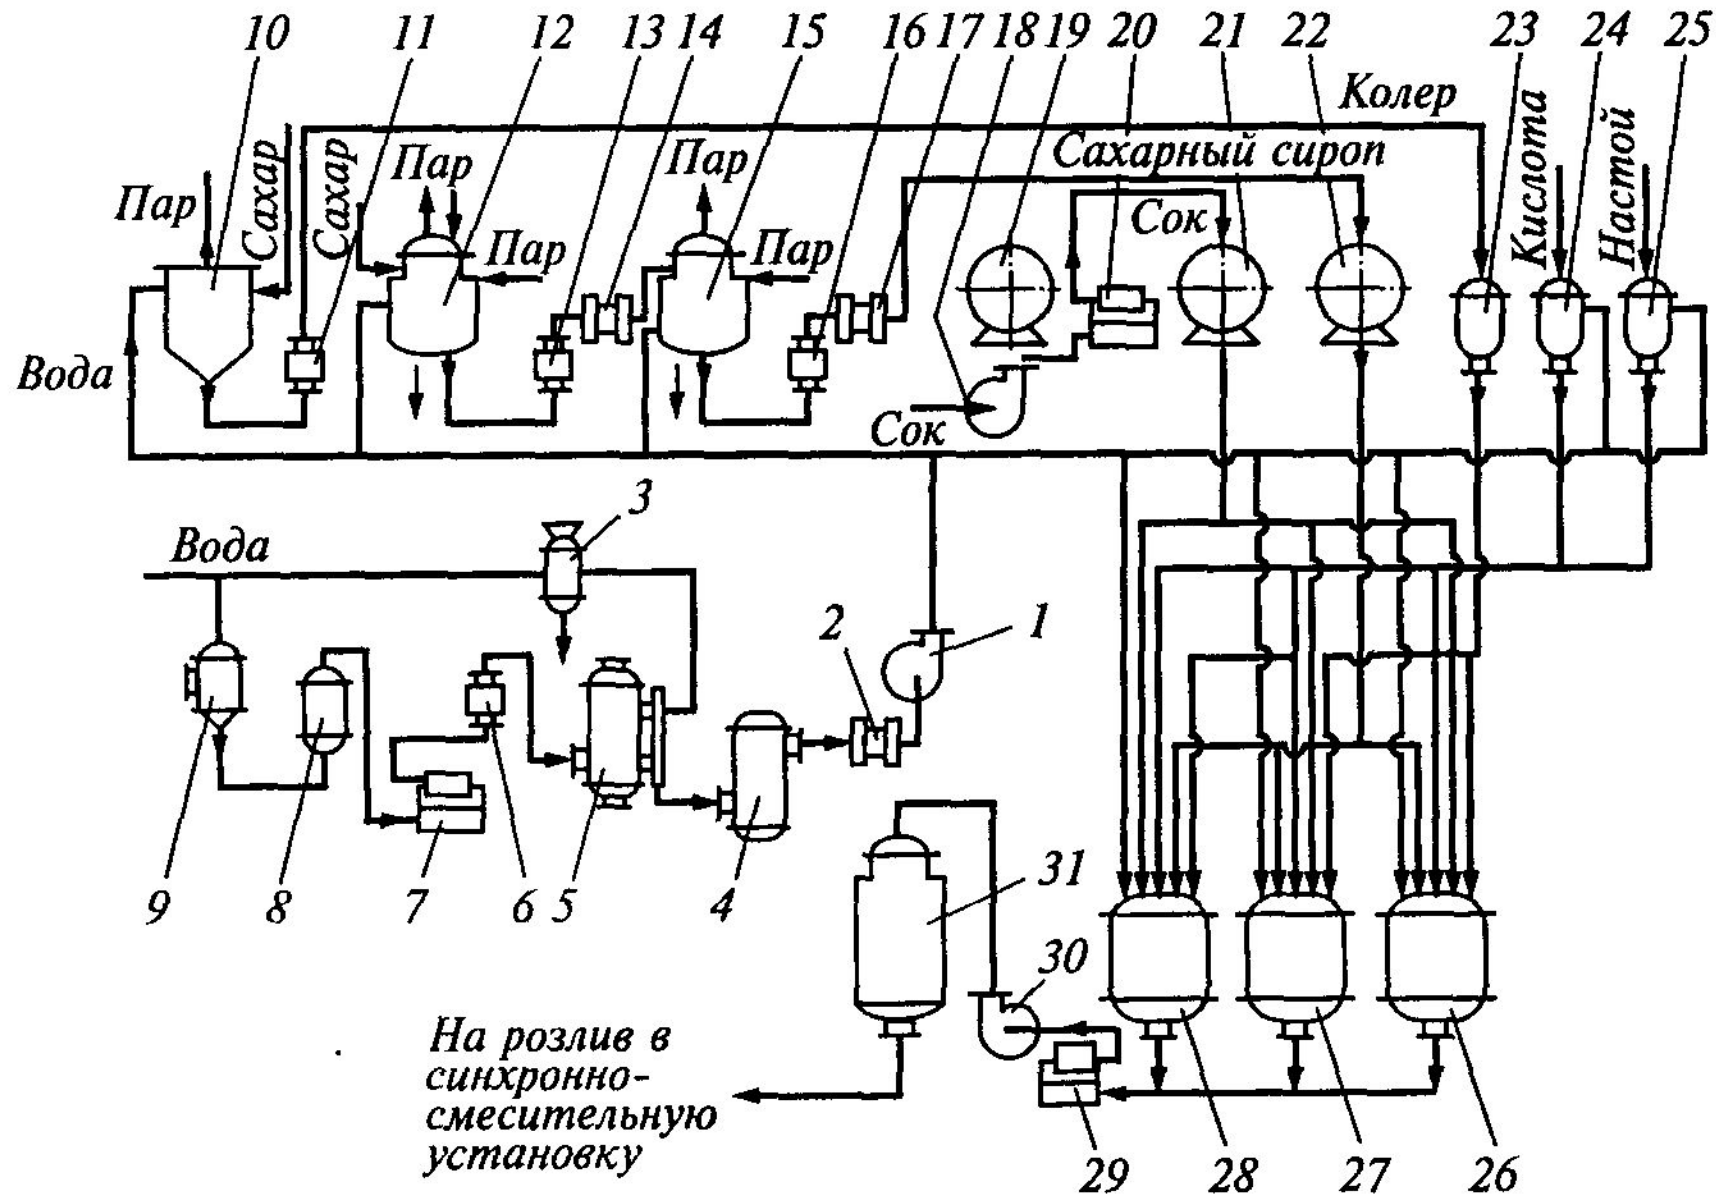 10 11 12 13 14 15 16 17 18 19 20 21 22 23 24 25
Колер
Сахарный сироп
Кислота
Настой
Пар
Сахар
Сахар
Пар
Пар
Пар
Пар
Сок
Вода
Сок
3
Вода
2 1
9 8 7 6 5 4
31
30
На розлив в
синхронно-
смесительную
установку
29 28 27 26